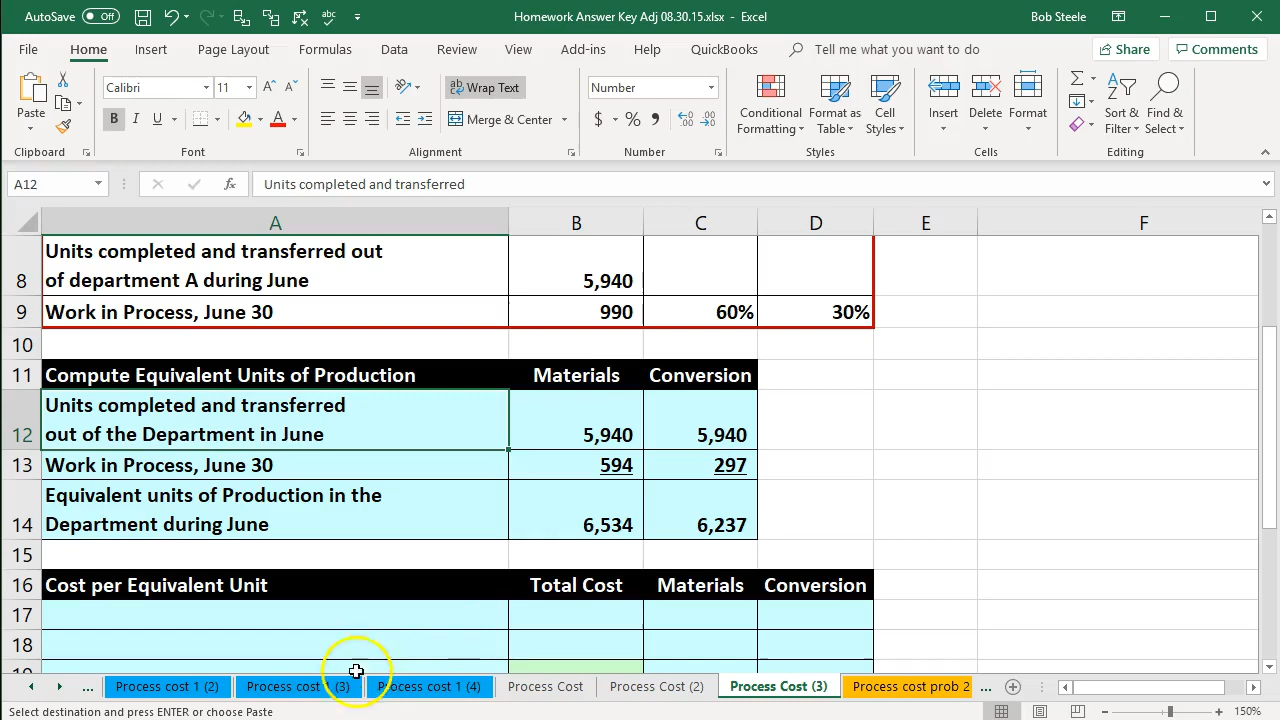 AutoSave Off Homework Answer Key Adj 08.30.15.xlsx - Excel Bob Steele
File Home Insert Page Layout Formulas Data Review View Add-ins Help QuickBooks Tell me what you want to do Share Comments
Paste Calibri 11 A A ab Wrap Text Number Conditional Formatting Format as Table Cell Styles Insert Delete Format Sort & Filter Find & Select
B I U A Merge & Center $ % ,
Clipboard Font Alignment Number Styles Cells Editing
A12 fx Units completed and transferred
A B C D E F
Units completed and transferred out
8 of department A during June 5,940
9 Work in Process, June 30 990 60% 30%
10
11 Compute Equivalent Units of Production Materials Conversion
Units completed and transferred
12 out of the Department in June 5,940 5,940
13 Work in Process, June 30 594 297
Equivalent units of Production in the
14 Department during June 6,534 6,237
15
16 Cost per Equivalent Unit Total Cost Materials Conversion
17
18
... Process cost 1 (2) Process cost (3) Process cost 1 (4) Process Cost Process Cost (2) Process Cost (3) Process cost prob 2 ...
Select destination and press ENTER or choose Paste 150%